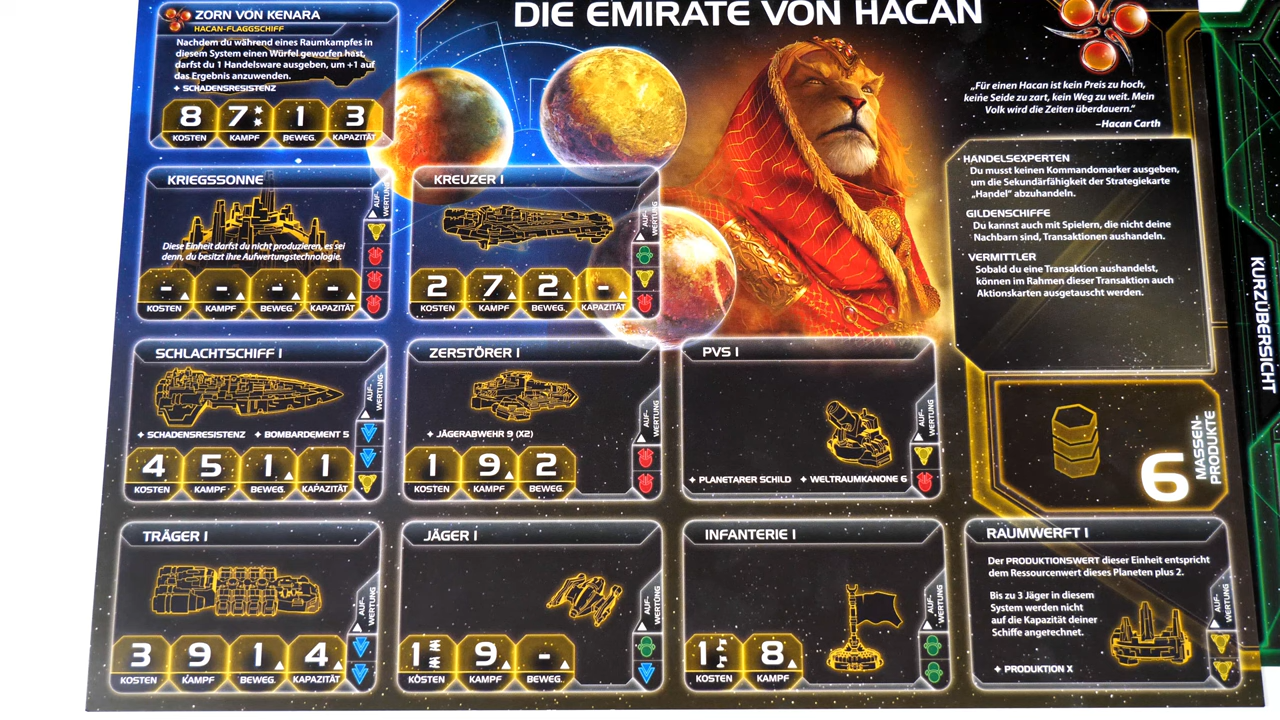 DIE EMIRATE VON HACAN
ZORN VON KENARA
HACAN-FLAGGSCHIFF
Nachdem du während eines Raumkampfes in
diesem System einen Würfel geworfen hast,
darfst du 1 Handelsware ausgeben, um +1 auf
das Ergebnis anzuwenden.
SCHADENSRESISTENZ
8 7 1 3
KOSTEN KAMPF BEWEG. KAPAZITÄT
„Für einen Hacan ist kein Preis zu hoch,
keine Seide zu zart, kein Weg zu weit. Mein
Volk wird die Zeiten überdauern.“
–Hacan Carth
HANDELSEXPERTEN
Du musst keinen Kommandomarker ausgeben,
um die Sekundärfähigkeit der Strategiekarte
„Handel“ abzuhandeln.
GILDENSCHIFFE
Du kannst auch mit Spielern, die nicht deine
Nachbarn sind, Transaktionen aushandeln.
VERMITTLER
Sobald du eine Transaktion aushandelst,
können im Rahmen dieser Transaktion auch
Aktionskarten ausgetauscht werden.
KRIEGSSONNE
AUF-
WERTUNG
Diese Einheit darfst du nicht produzieren, es sei
denn, du besitzt ihre Aufwertungstechnologie.
- - - -
KOSTEN KAMPF BEWEG. KAPAZITÄT
KREUZER I
AUF-
WERTUNG
2 7 2 -
KOSTEN KAMPF BEWEG. KAPAZITÄT
SCHLACHTSCHIFF I
AUF-
WERTUNG
SCHADENSRESISTENZ BOMBARDEMENT 5
4 5 1 1
KOSTEN KAMPF BEWEG. KAPAZITÄT
ZERSTÖRER I
AUF-
WERTUNG
JÄGERABWEHR 9 (X2)
1 9 2
KOSTEN KAMPF BEWEG.
PVS I
AUF-
WERTUNG
PLANETARER SCHILD WELTRAUMKANONE 6
6
MASSEN-
PRODUKTE
KURZÜBERSICHT
TRÄGER I
AUF-
WERTUNG
3 9 1 4
KOSTEN KAMPF BEWEG. KAPAZITÄT
JÄGER I
AUF-
WERTUNG
1 9 -
KOSTEN KAMPF BEWEG.
INFANTERIE I
AUF-
WERTUNG
1 8
KOSTEN KAMPF
RAUMWERFT I
Der PRODUKTIONSWERT dieser Einheit entspricht
dem Ressourcenwert dieses Planeten plus 2.
Bis zu 3 Jäger in diesem
System werden nicht
auf die Kapazität deiner
Schiffe angerechnet.
AUF-
WERTUNG
PRODUKTION X